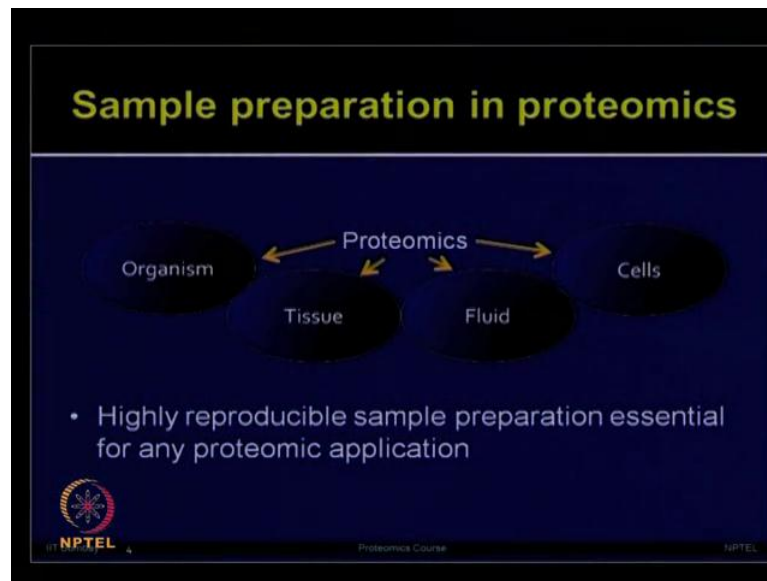 Sample preparation in proteomics
Proteomics
Organism
Cells
Tissue
Fluid
• Highly reproducible sample preparation essential
for any proteomic application
NPTEL
4
Proteomics Course
NPTEL